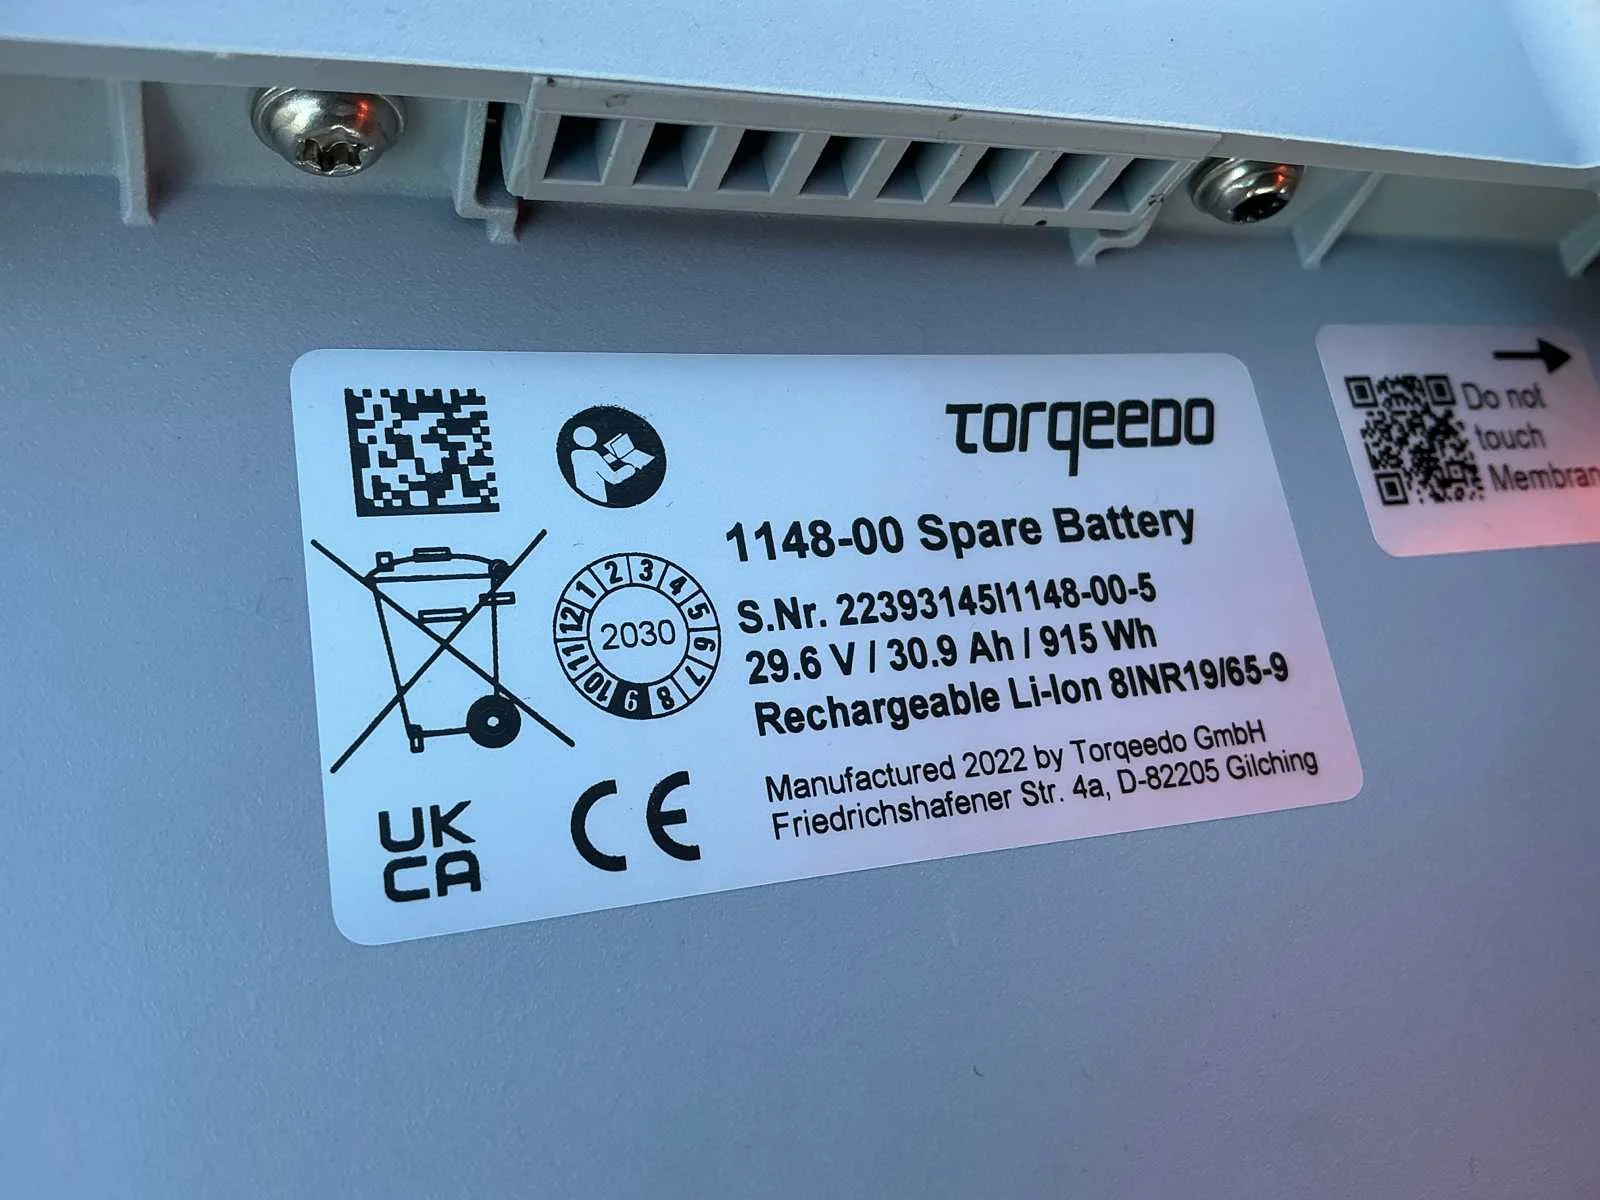 TORQEEDO
1148-00 Spare Battery
S.Nr. 22393145I1148-00-5
29.6 V / 30.9 Ah / 915 Wh
Rechargeable Li-Ion 8INR19/65-9
Manufactured 2022 by Torqeedo GmbH
Friedrichshafener Str. 4a, D-82205 Gilching
1 2 3 4 5 6 7 8 9 10 11 12
2030
UK
CA
CE
Do not
touch